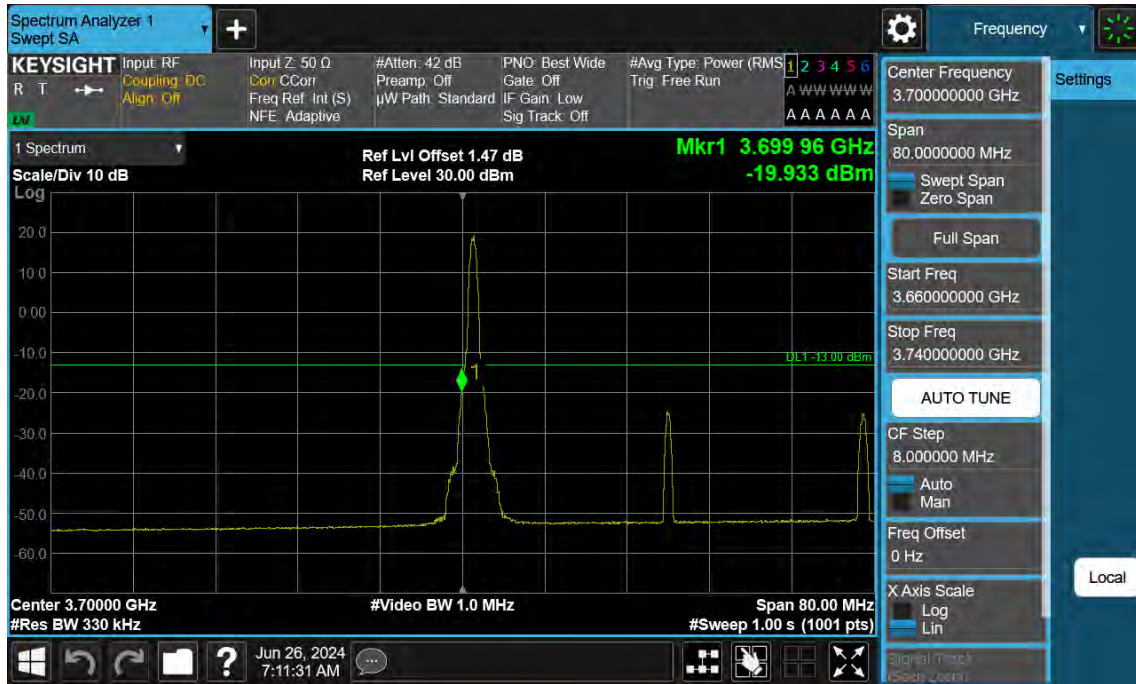 Spectrum Analyzer 1
Swept SA
Frequency
KEYSIGHT
R T
LNI
Input: RF
Coupling: DC
Align: Off
Input Z: 50 Ω
Corr CCorr
Freq Ref: Int (S)
NFE: Adaptive
#Atten: 42 dB
Preamp: Off
µW Path: Standard
PNO: Best Wide
Gate: Off
IF Gain: Low
Sig Track: Off
#Avg Type: Power (RMS
Trig: Free Run
1 2 3 4 5 6
A W W W W W
A A A A A A
1 Spectrum
Scale/Div 10 dB
Ref Lvl Offset 1.47 dB
Ref Level 30.00 dBm
Mkr1 3.699 96 GHz
-19.933 dBm
Log
20.0
10.0
0.00
-10.0
-20.0
-30.0
-40.0
-50.0
-60.0
DL1 -13.00 dBm
1
Center 3.70000 GHz
#Video BW 1.0 MHz
Span 80.00 MHz
#Res BW 330 kHz
#Sweep 1.00 s (1001 pts)
?
Jun 26, 2024
7:11:31 AM
Center Frequency
3.700000000 GHz
Settings
Span
80.0000000 MHz
Swept Span
Zero Span
Full Span
Start Freq
3.660000000 GHz
Stop Freq
3.740000000 GHz
AUTO TUNE
CF Step
8.000000 MHz
Auto
Man
Freq Offset
0 Hz
Local
X Axis Scale
Log
Lin
Signal Track
(Span Zoom)